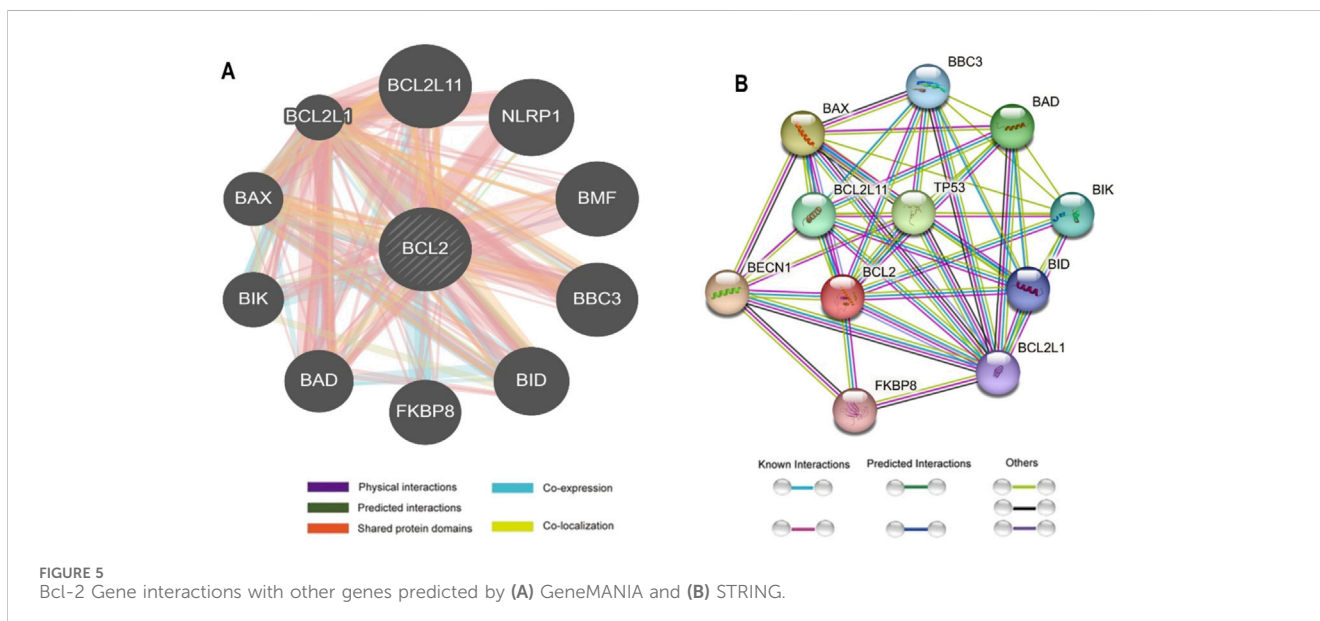 A
BCL2L11
BCL2L1
NLRP1
BAX
BMF
BCL2
BIK
BBC3
BAD
BID
FKBP8
Physical interactions
Co-expression
Predicted interactions
Shared protein domains
Co-localization
B
BBC3
BAX
BAD
BCL2L11
TP53
BIK
BECN1
BCL2
BID
BCL2L1
FKBP8
Known Interactions
Predicted Interactions
Others
FIGURE 5
Bcl-2 Gene interactions with other genes predicted by (A) GeneMANIA and (B) STRING.